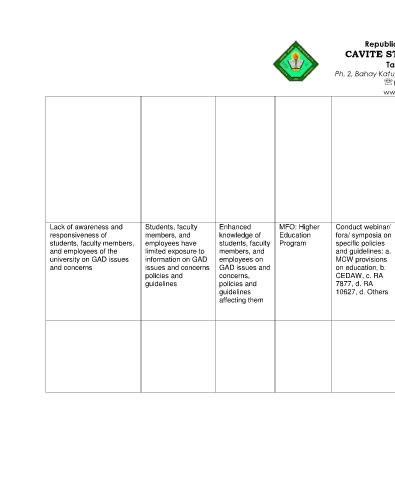 Republic
CAVITE ST
Ta
Ph. 2, Bahay Katu
www
Lack of awareness and
responsiveness of
students, faculty members,
and employees of the
university on GAD issues
and concerns
Students, faculty
members, and
employees have
limited exposure to
information on GAD
issues and concerns
policies and
guidelines
Enhanced
knowledge of
students, faculty
members, and
employees on
GAD issues and
concerns,
policies and
guidelines
affecting them
MFO: Higher
Education
Program
Conduct webinar/
fora/ symposia on
specific policies
and guidelines: a.
MCW provisions
on education, b.
CEDAW, c. RA
7877, d. RA
10627, d. Others